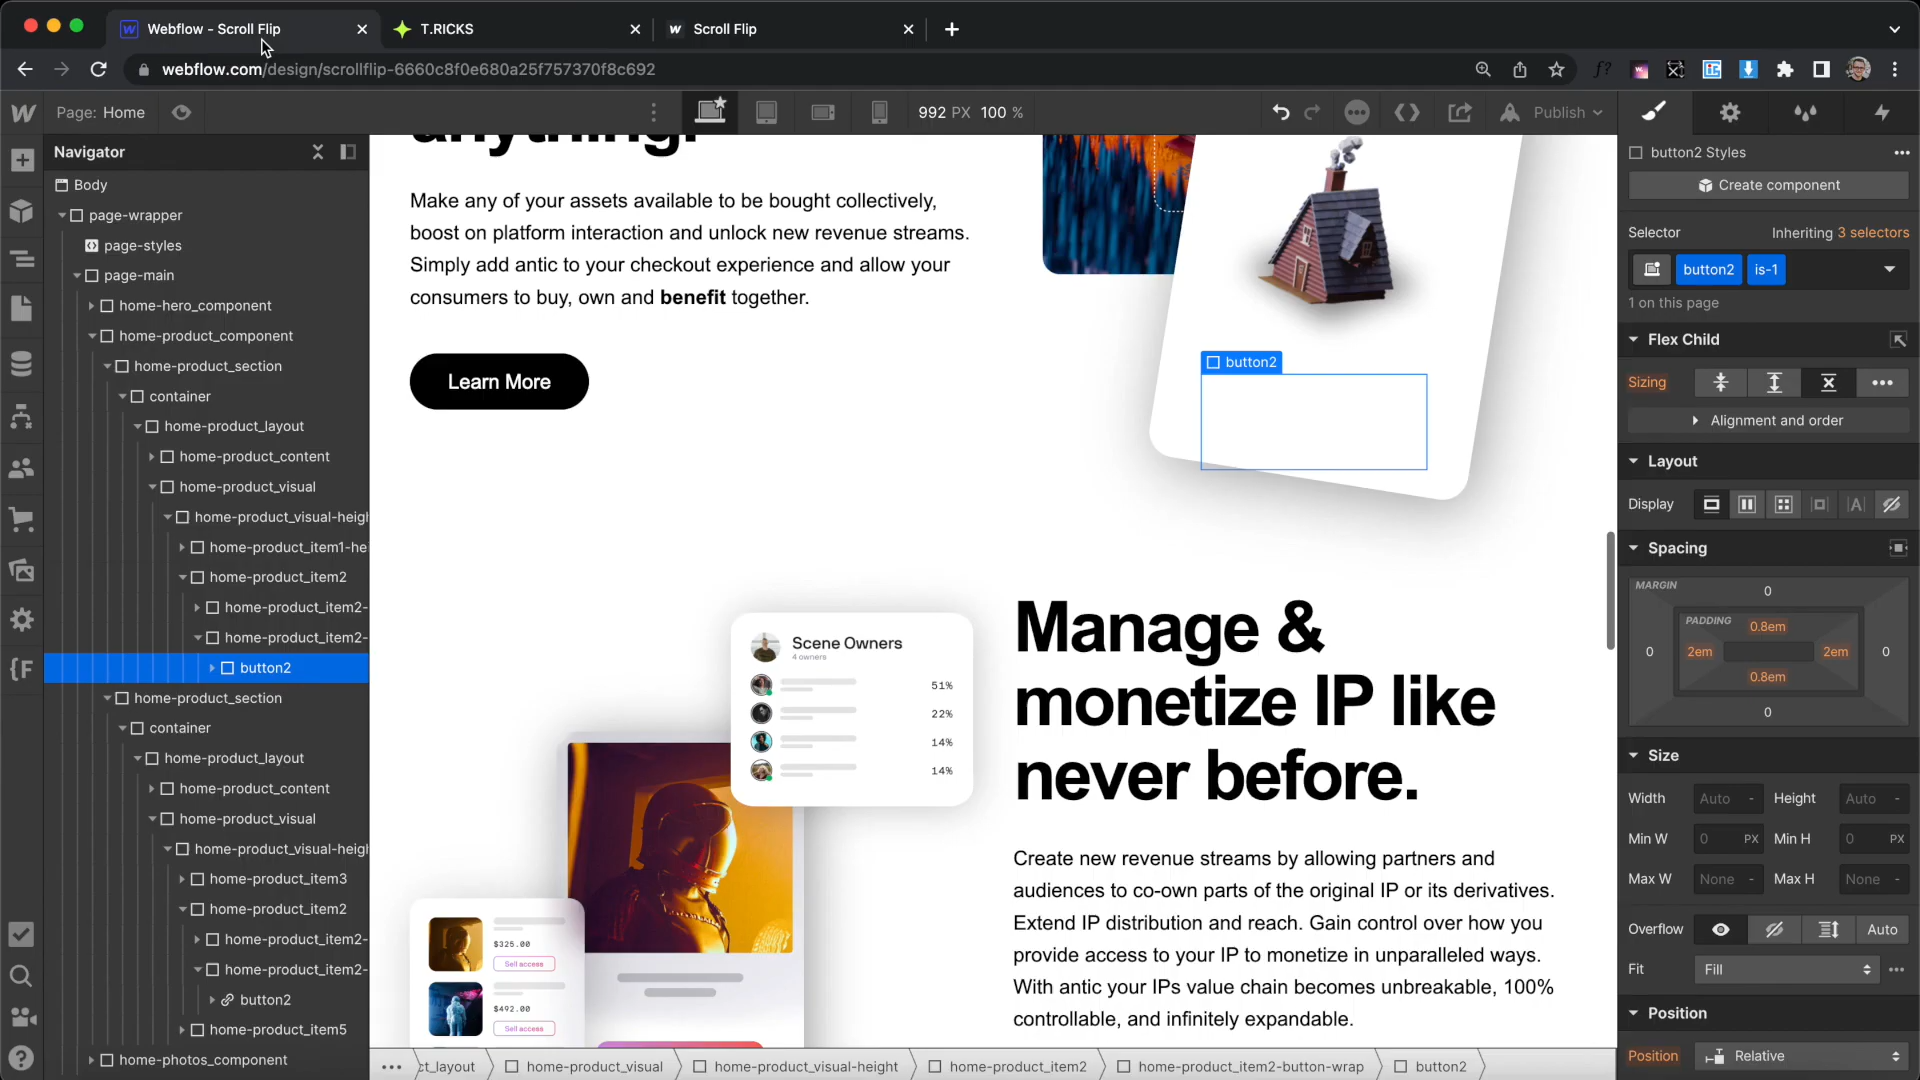 Webflow - Scroll Flip
T.RICKS
Scroll Flip
webflow.com/design/scrollflip-6660c8f0e680a25f757370f8c692
Page: Home
992 PX 100 %
Publish
Navigator
Body
page-wrapper
page-styles
page-main
home-hero_component
home-product_component
home-product_section
container
home-product_layout
home-product_content
home-product_visual
home-product_visual-heigh
home-product_item1-he
home-product_item2
home-product_item2-
home-product_item2-
button2
home-product_section
container
home-product_layout
home-product_content
home-product_visual
home-product_visual-heigh
home-product_item3
home-product_item2
home-product_item2-
home-product_item2-
button2
home-product_item5
home-photos_component
anything.
Make any of your assets available to be bought collectively,
boost on platform interaction and unlock new revenue streams.
Simply add antic to your checkout experience and allow your
consumers to buy, own and benefit together.
Learn More
button2
Scene Owners
4 owners
51%
22%
14%
14%
$325.00
Sell access
$492.00
Sell access
Manage &
monetize IP like
never before.
Create new revenue streams by allowing partners and
audiences to co-own parts of the original IP or its derivatives.
Extend IP distribution and reach. Gain control over how you
provide access to your IP to monetize in unparalleled ways.
With antic your IPs value chain becomes unbreakable, 100%
controllable, and infinitely expandable.
ct_layout
home-product_visual
home-product_visual-height
home-product_item2
home-product_item2-button-wrap
button2
button2 Styles
Create component
Selector
Inheriting 3 selectors
button2
is-1
1 on this page
Flex Child
Sizing
Alignment and order
Layout
Display
Spacing
MARGIN
0
PADDING
0.8em
0
2em
2em
0
0.8em
0
Size
Width
Auto -
Height
Auto -
Min W
0 PX
Min H
0 PX
Max W
None -
Max H
None -
Overflow
Auto
Fit
Fill
Position
Position
Relative